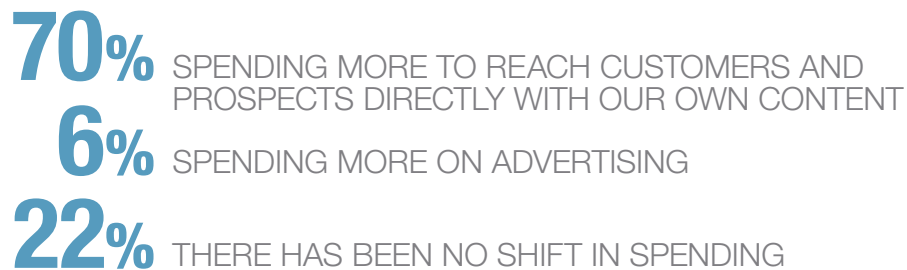 70% SPENDING MORE TO REACH CUSTOMERS AND
PROSPECTS DIRECTLY WITH OUR OWN CONTENT
6% SPENDING MORE ON ADVERTISING
22% THERE HAS BEEN NO SHIFT IN SPENDING